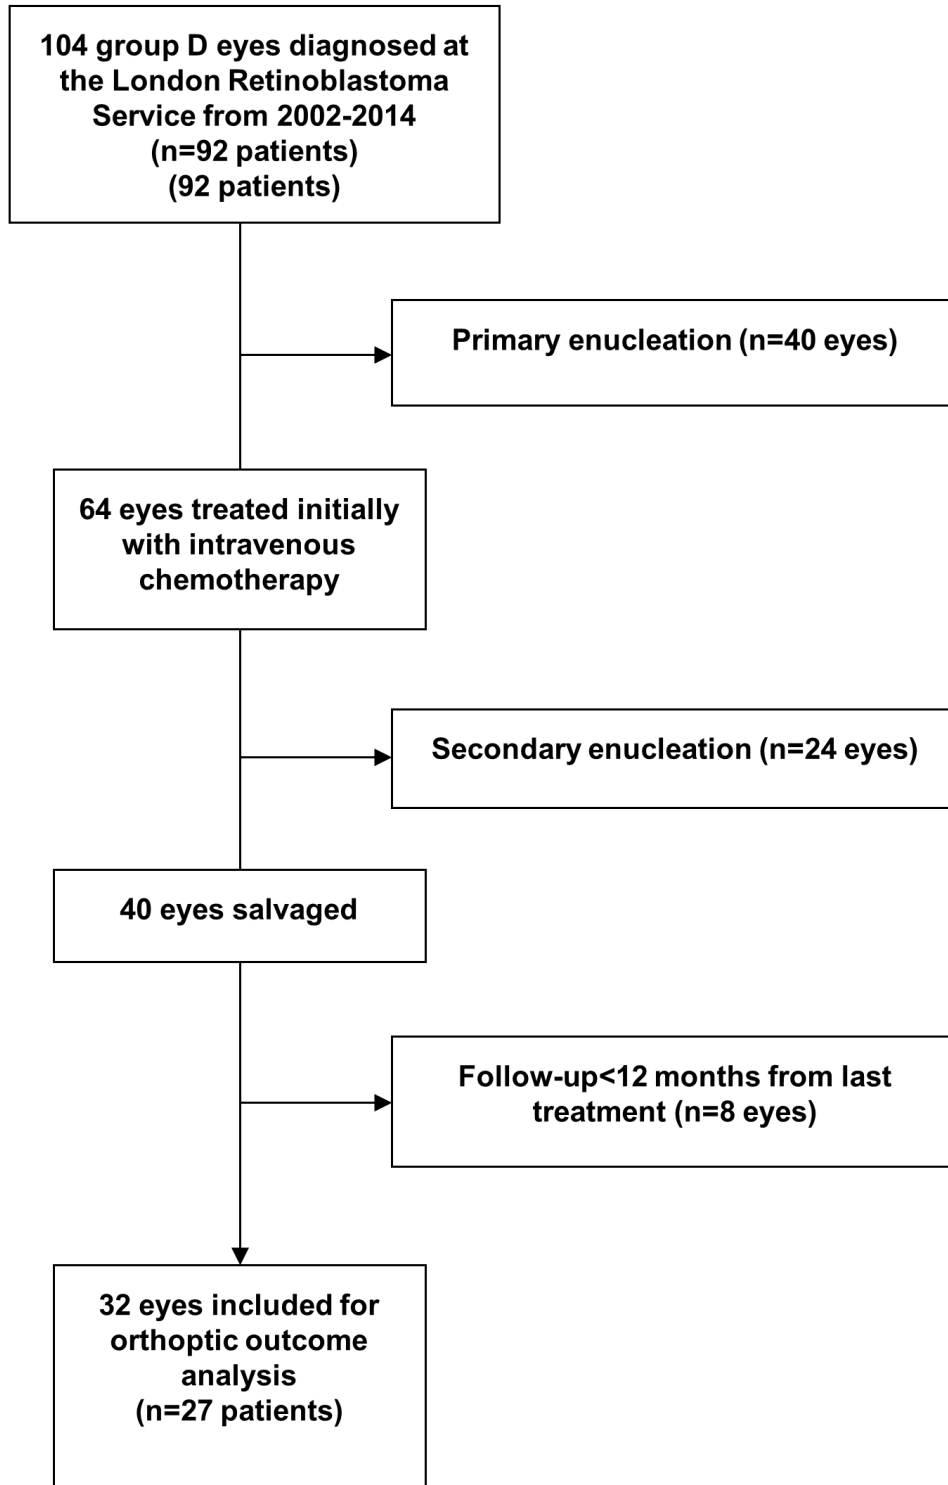 104 group D eyes diagnosed at
the London Retinoblastoma
Service from 2002-2014
(n=92 patients)
(92 patients)
Primary enucleation (n=40 eyes)
64 eyes treated initially
with intravenous
chemotherapy
Secondary enucleation (n=24 eyes)
40 eyes salvaged
Follow-up<12 months from last
treatment (n=8 eyes)
32 eyes included for
orthoptic outcome
analysis
(n=27 patients)